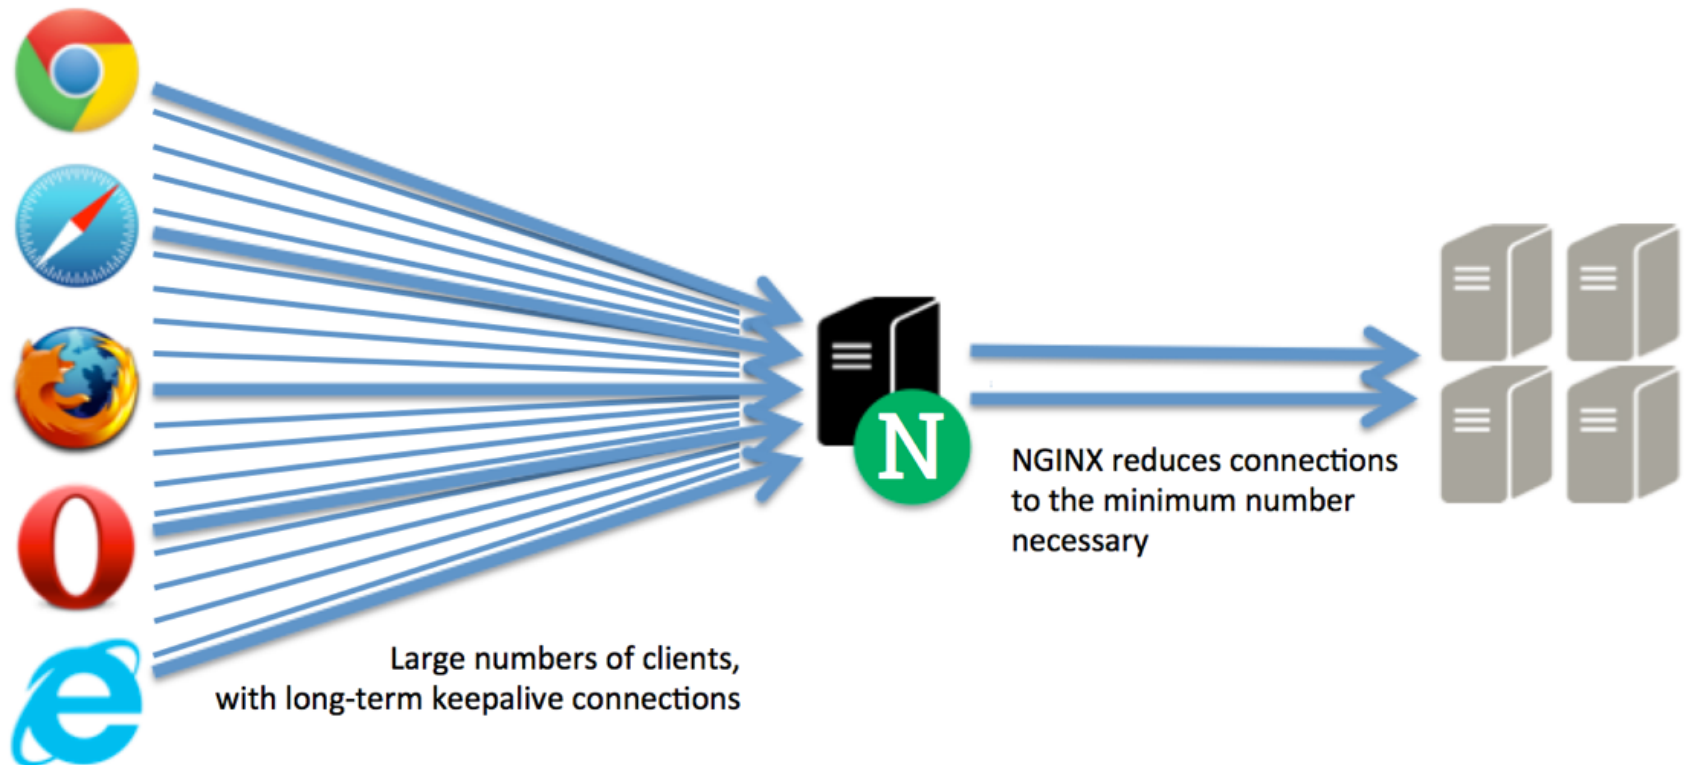 N
NGINX reduces connections
to the minimum number
necessary
Large numbers of clients,
with long-term keepalive connections